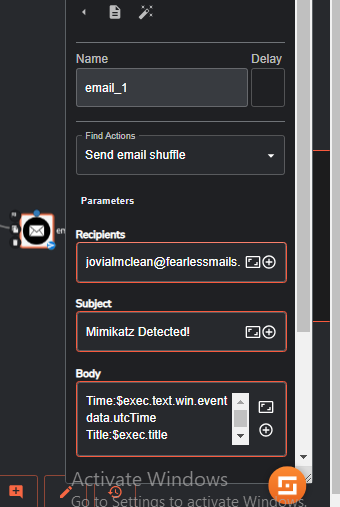 Name
Delay
email_1
Find Actions
Send email shuffle
Parameters
Recipients
jovialmclean@fearlessmails.
Subject
Mimikatz Detected!
Body
Time:$exec.text.win.event
data.utcTime
Title:$exec.title
en
Activate Windows
Go to Settings to activate Windows.